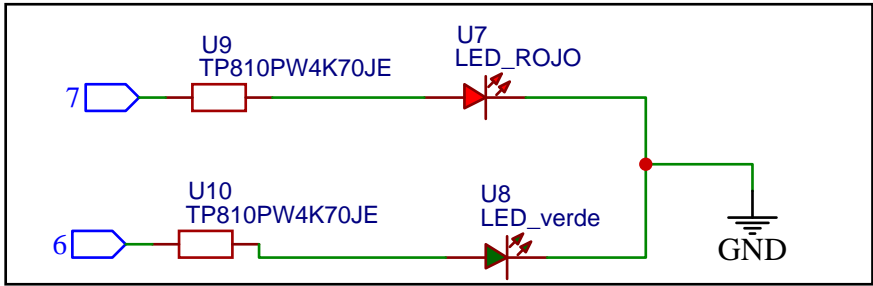 U9
TP810PW4K70JE
U7
LED_ROJO
7
U10
TP810PW4K70JE
U8
LED_verde
6
GND